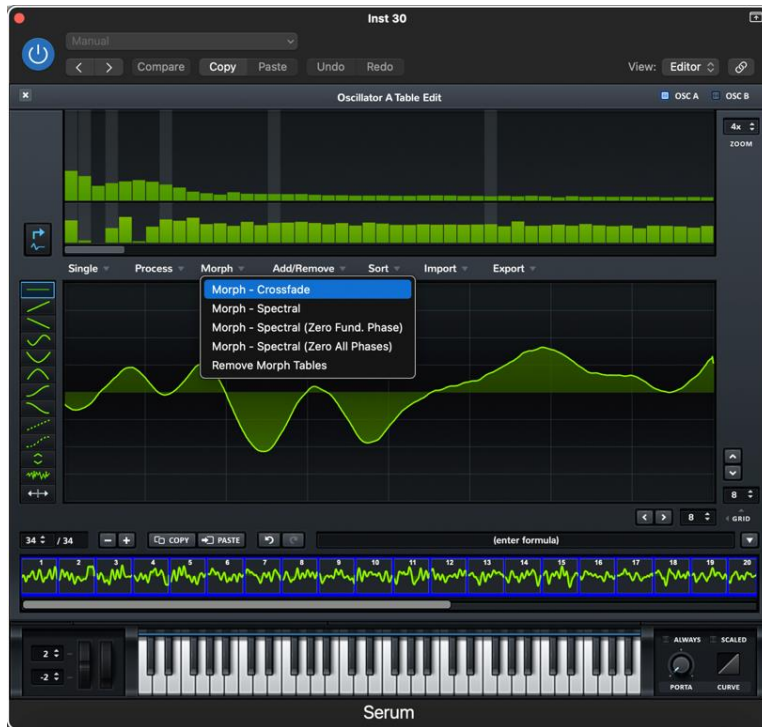 Inst 30
Manual
Compare Copy Paste Undo Redo View: Editor
Oscillator A Table Edit OSC A OSC B
4x
ZOOM
Single Process Morph Add/Remove Sort Import Export
Morph - Crossfade
Morph - Spectral
Morph - Spectral (Zero Fund. Phase)
Morph - Spectral (Zero All Phases)
Remove Morph Tables
8
8 GRID
34 / 34 - + COPY PASTE (enter formula)
1 2 3 4 5 6 7 8 9 10 11 12 13 14 15 16 17 18 19 20
ALWAYS SCALED
2
-2
PORTA CURVE
Serum